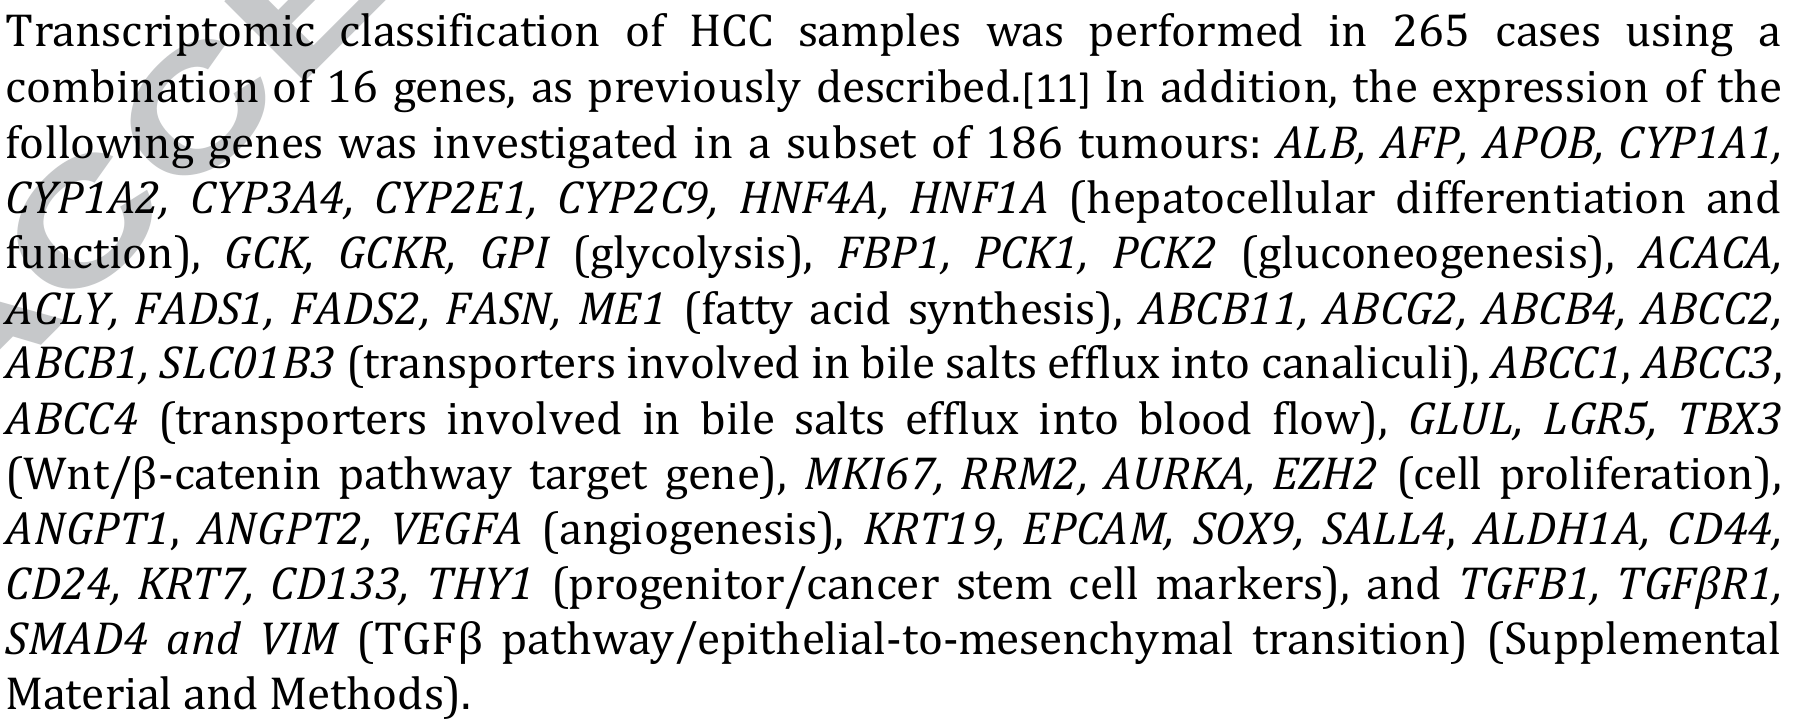 Transcriptomic classification of HCC samples was performed in 265 cases using a
combination of 16 genes, as previously described.[11] In addition, the expression of the
following genes was investigated in a subset of 186 tumours: ALB, AFP, APOB, CYP1A1,
CYP1A2, CYP3A4, CYP2E1, CYP2C9, HNF4A, HNF1A (hepatocellular differentiation and
function), GCK, GCKR, GPI (glycolysis), FBP1, PCK1, PCK2 (gluconeogenesis), ACACA,
ACLY, FADS1, FADS2, FASN, ME1 (fatty acid synthesis), ABCB11, ABCG2, ABCB4, ABCC2,
ABCB1, SLC01B3 (transporters involved in bile salts efflux into canaliculi), ABCC1, ABCC3,
ABCC4 (transporters involved in bile salts efflux into blood flow), GLUL, LGR5, TBX3
(Wnt/β-catenin pathway target gene), MKI67, RRM2, AURKA, EZH2 (cell proliferation),
ANGPT1, ANGPT2, VEGFA (angiogenesis), KRT19, EPCAM, SOX9, SALL4, ALDH1A, CD44,
CD24, KRT7, CD133, THY1 (progenitor/cancer stem cell markers), and TGFB1, TGFβR1,
SMAD4 and VIM (TGFβ pathway/epithelial-to-mesenchymal transition) (Supplemental
Material and Methods).